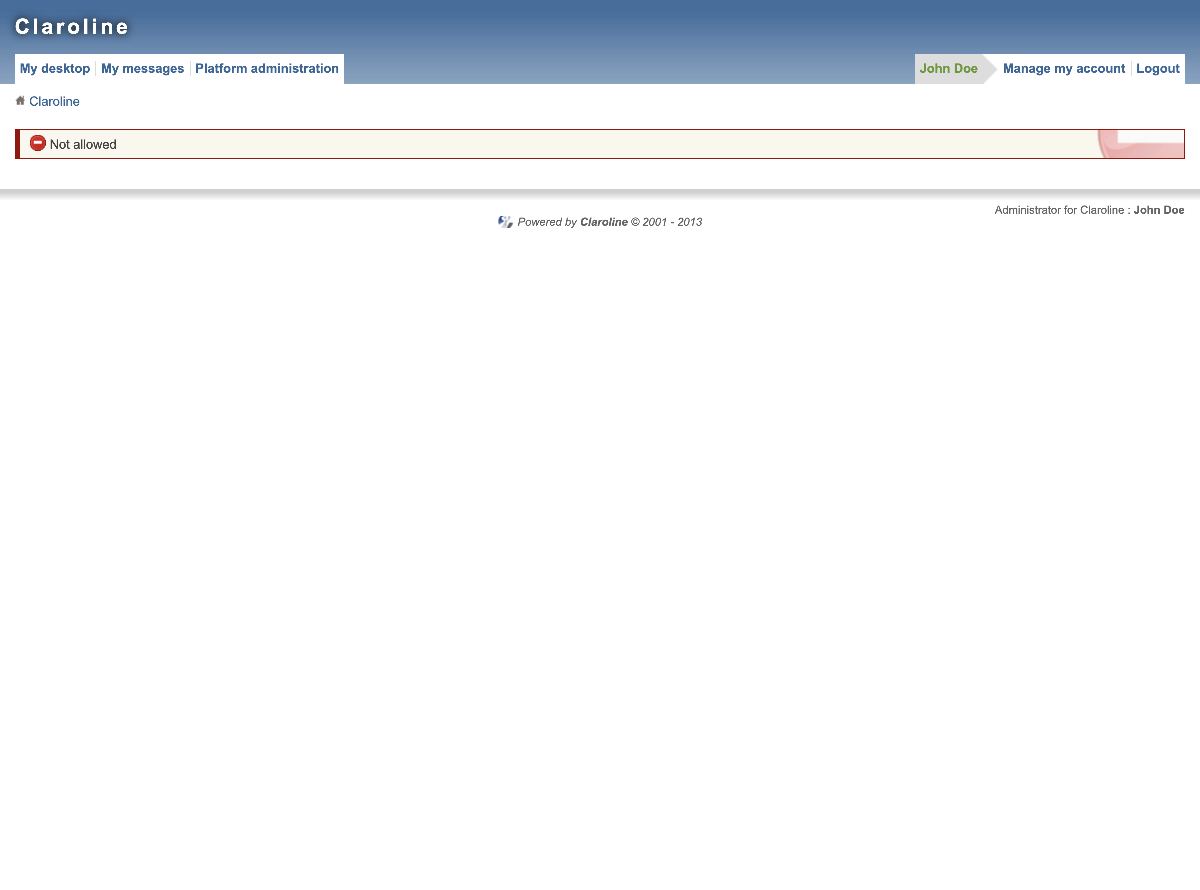 Claroline
My desktop My messages Platform administration
John Doe Manage my account Logout
Claroline
Not allowed
Administrator for Claroline : John Doe
Powered by Claroline © 2001 - 2013